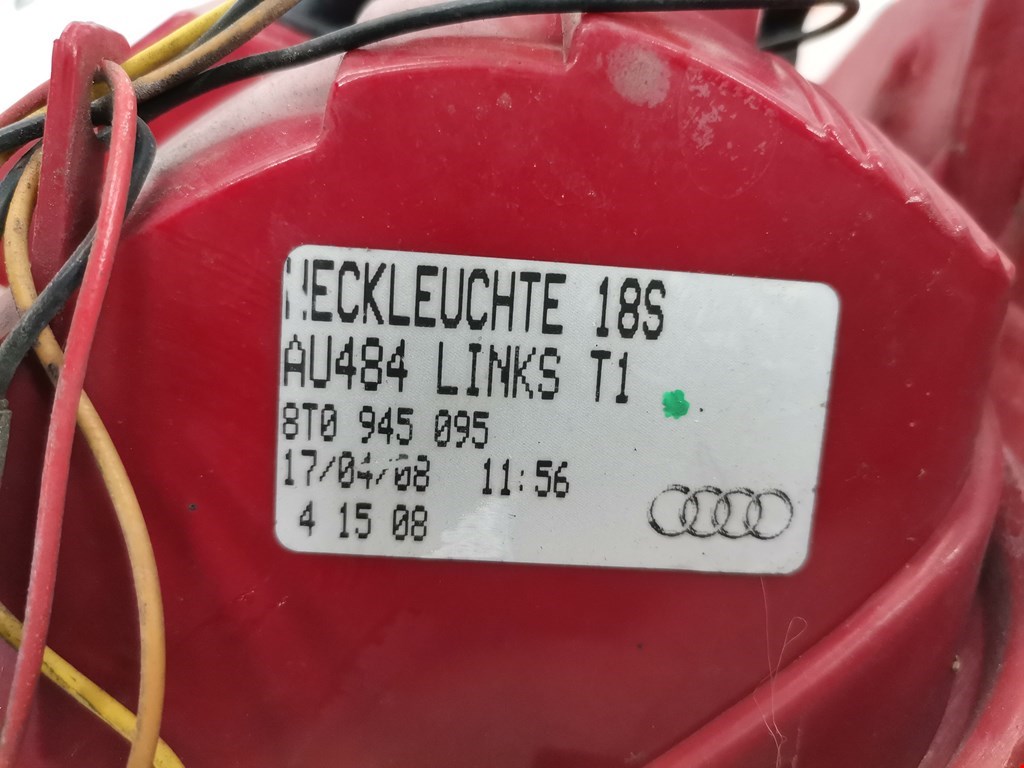 HECKLEUCHTE 18S
AU484 LINKS T1
8T0 945 095
17/04/08 11:56
4 15 08